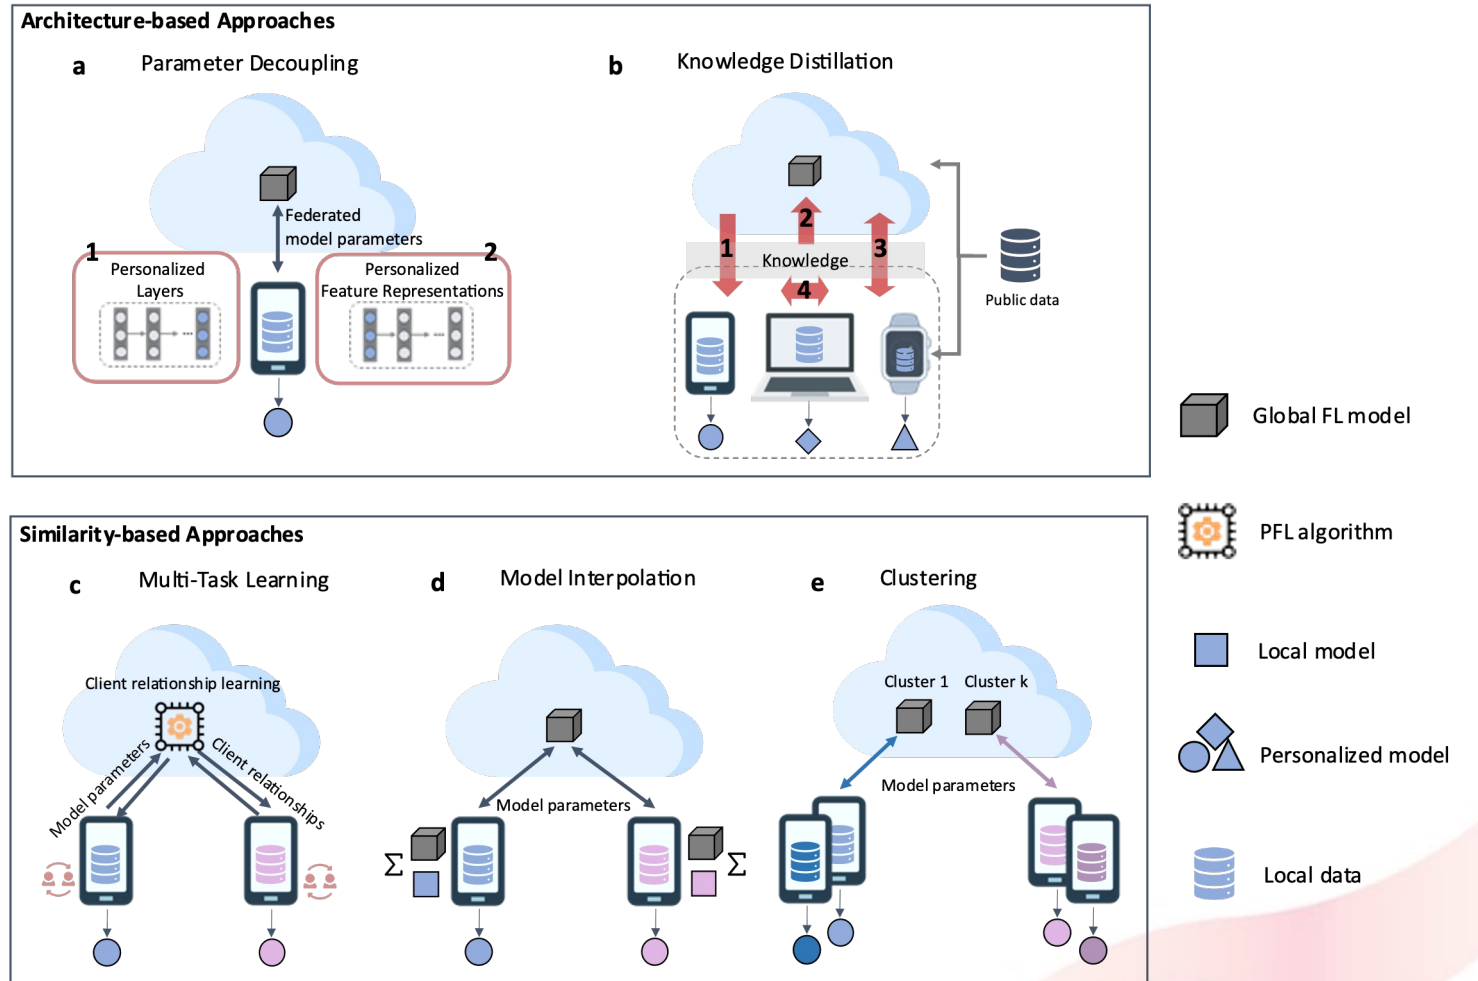 Architecture-based Approaches
a
Parameter Decoupling
Federated
model parameters
1
Personalized
Layers
2
Personalized
Feature Representations
b
Knowledge Distillation
1
2
3
Knowledge
4
Public data
Similarity-based Approaches
c
Multi-Task Learning
Client relationship learning
Model parameters
Client relationships
d
Model Interpolation
Model parameters
Σ
Σ
e
Clustering
Cluster 1
Cluster k
Model parameters
Global FL model
PFL algorithm
Local model
Personalized model
Local data